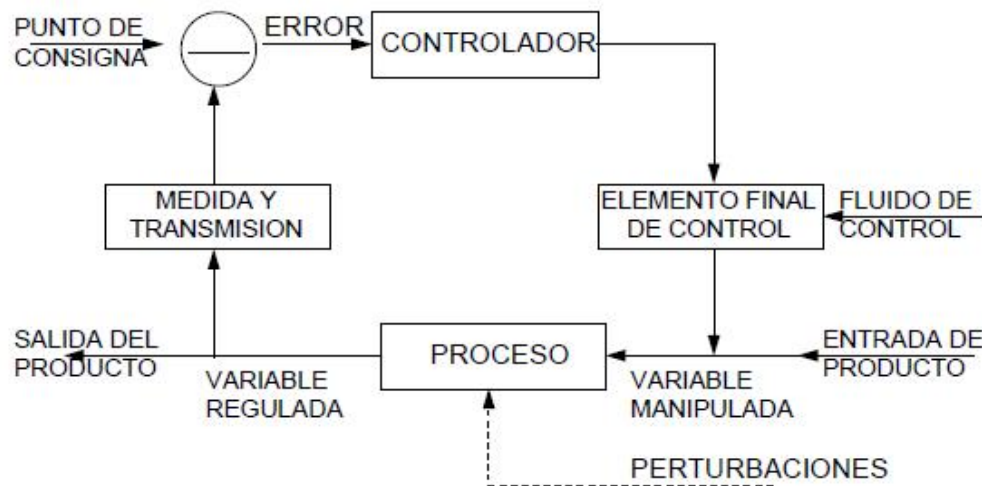 PUNTO DE
CONSIGNA
ERROR
CONTROLADOR
MEDIDA Y
TRANSMISION
ELEMENTO FINAL
DE CONTROL
FLUIDO DE
CONTROL
SALIDA DEL
PRODUCTO
VARIABLE
REGULADA
PROCESO
VARIABLE
MANIPULADA
ENTRADA DE
PRODUCTO
PERTURBACIONES